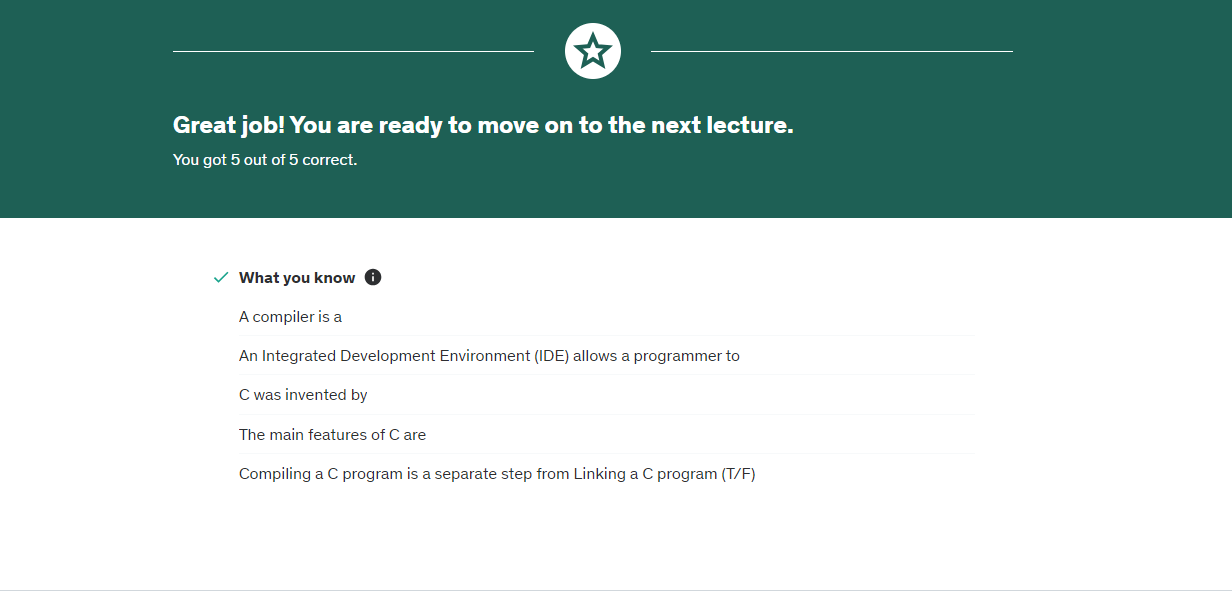 Great job! You are ready to move on to the next lecture.
You got 5 out of 5 correct.
What you know
A compiler is a
An Integrated Development Environment (IDE) allows a programmer to
C was invented by
The main features of C are
Compiling a C program is a separate step from Linking a C program (T/F)